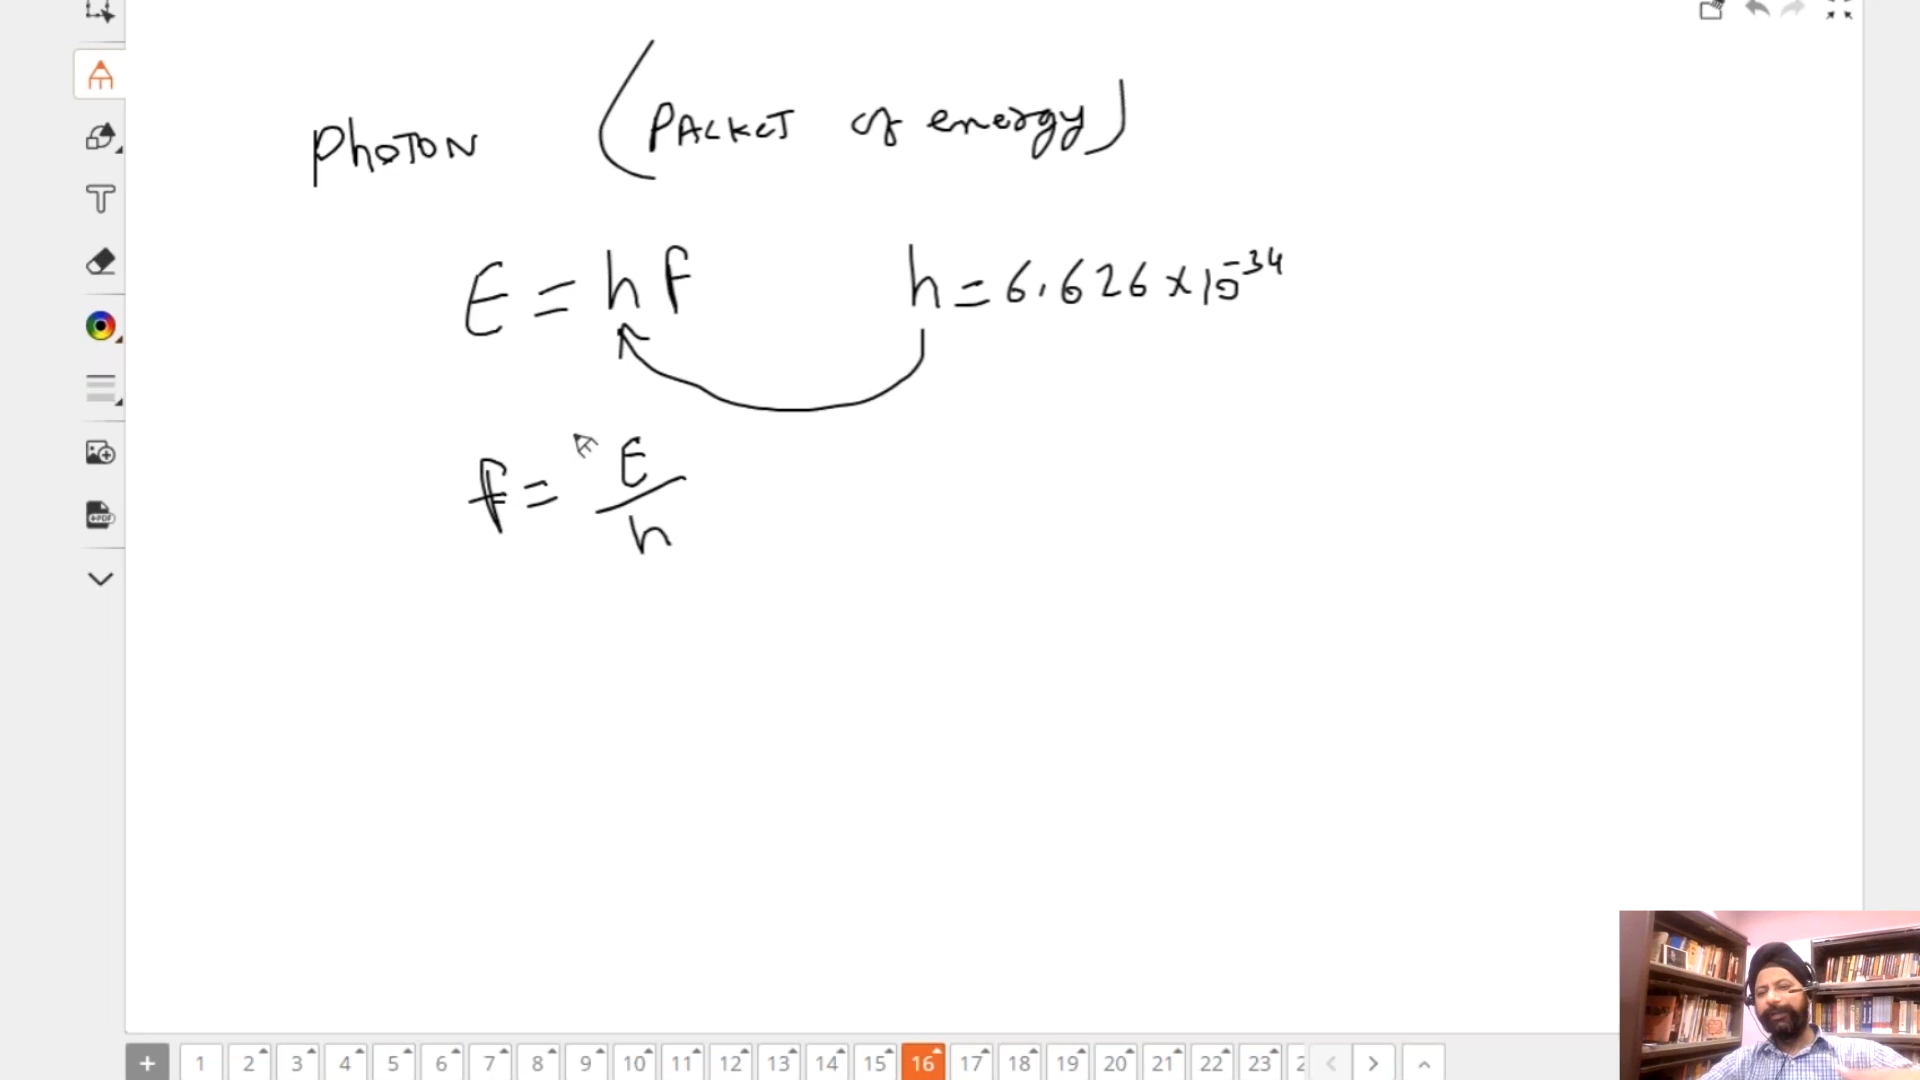 PhOTON (PACKET of energy)
E = hf h = 6.626 × 10^-34
f = E/h
+ 1 2 3 4 5 6 7 8 9 10 11 12 13 14 15 16 17 18 19 20 21 22 23 2